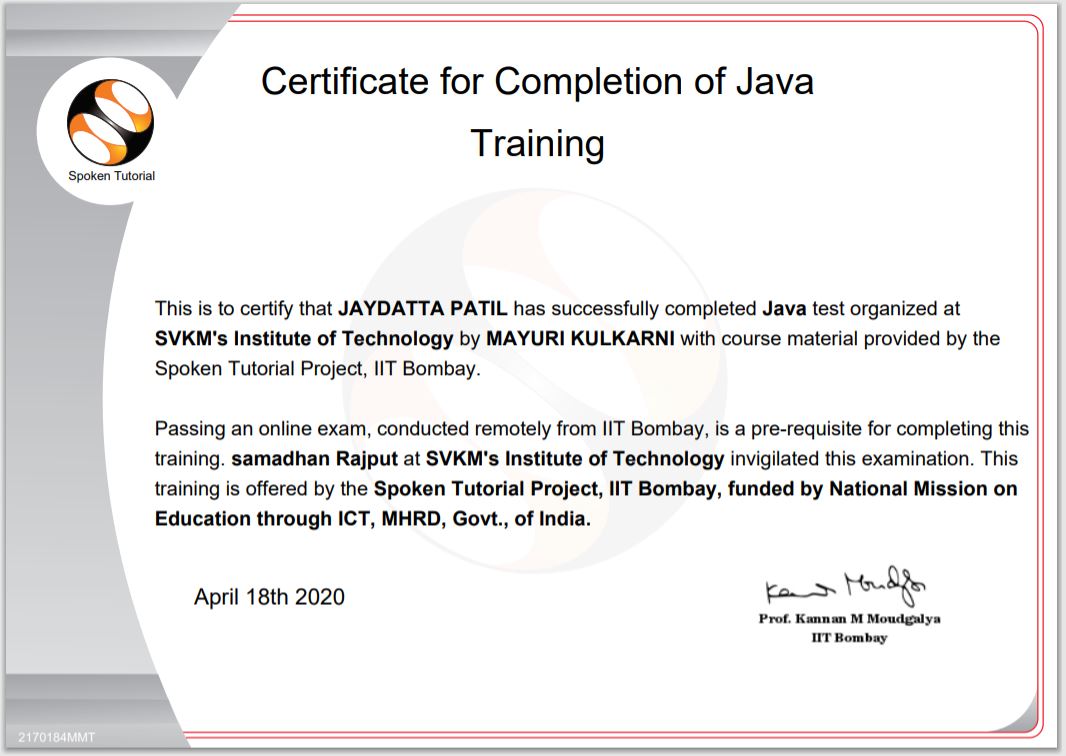 Certificate for Completion of Java
Training
Spoken Tutorial
This is to certify that JAYDATTA PATIL has successfully completed Java test organized at
SVKM's Institute of Technology by MAYURI KULKARNI with course material provided by the
Spoken Tutorial Project, IIT Bombay.
Passing an online exam, conducted remotely from IIT Bombay, is a pre-requisite for completing this
training. samadhan Rajput at SVKM's Institute of Technology invigilated this examination. This
training is offered by the Spoken Tutorial Project, IIT Bombay, funded by National Mission on
Education through ICT, MHRD, Govt., of India.
April 18th 2020
Prof. Kannan M Moudgalya
IIT Bombay
2170184MMT